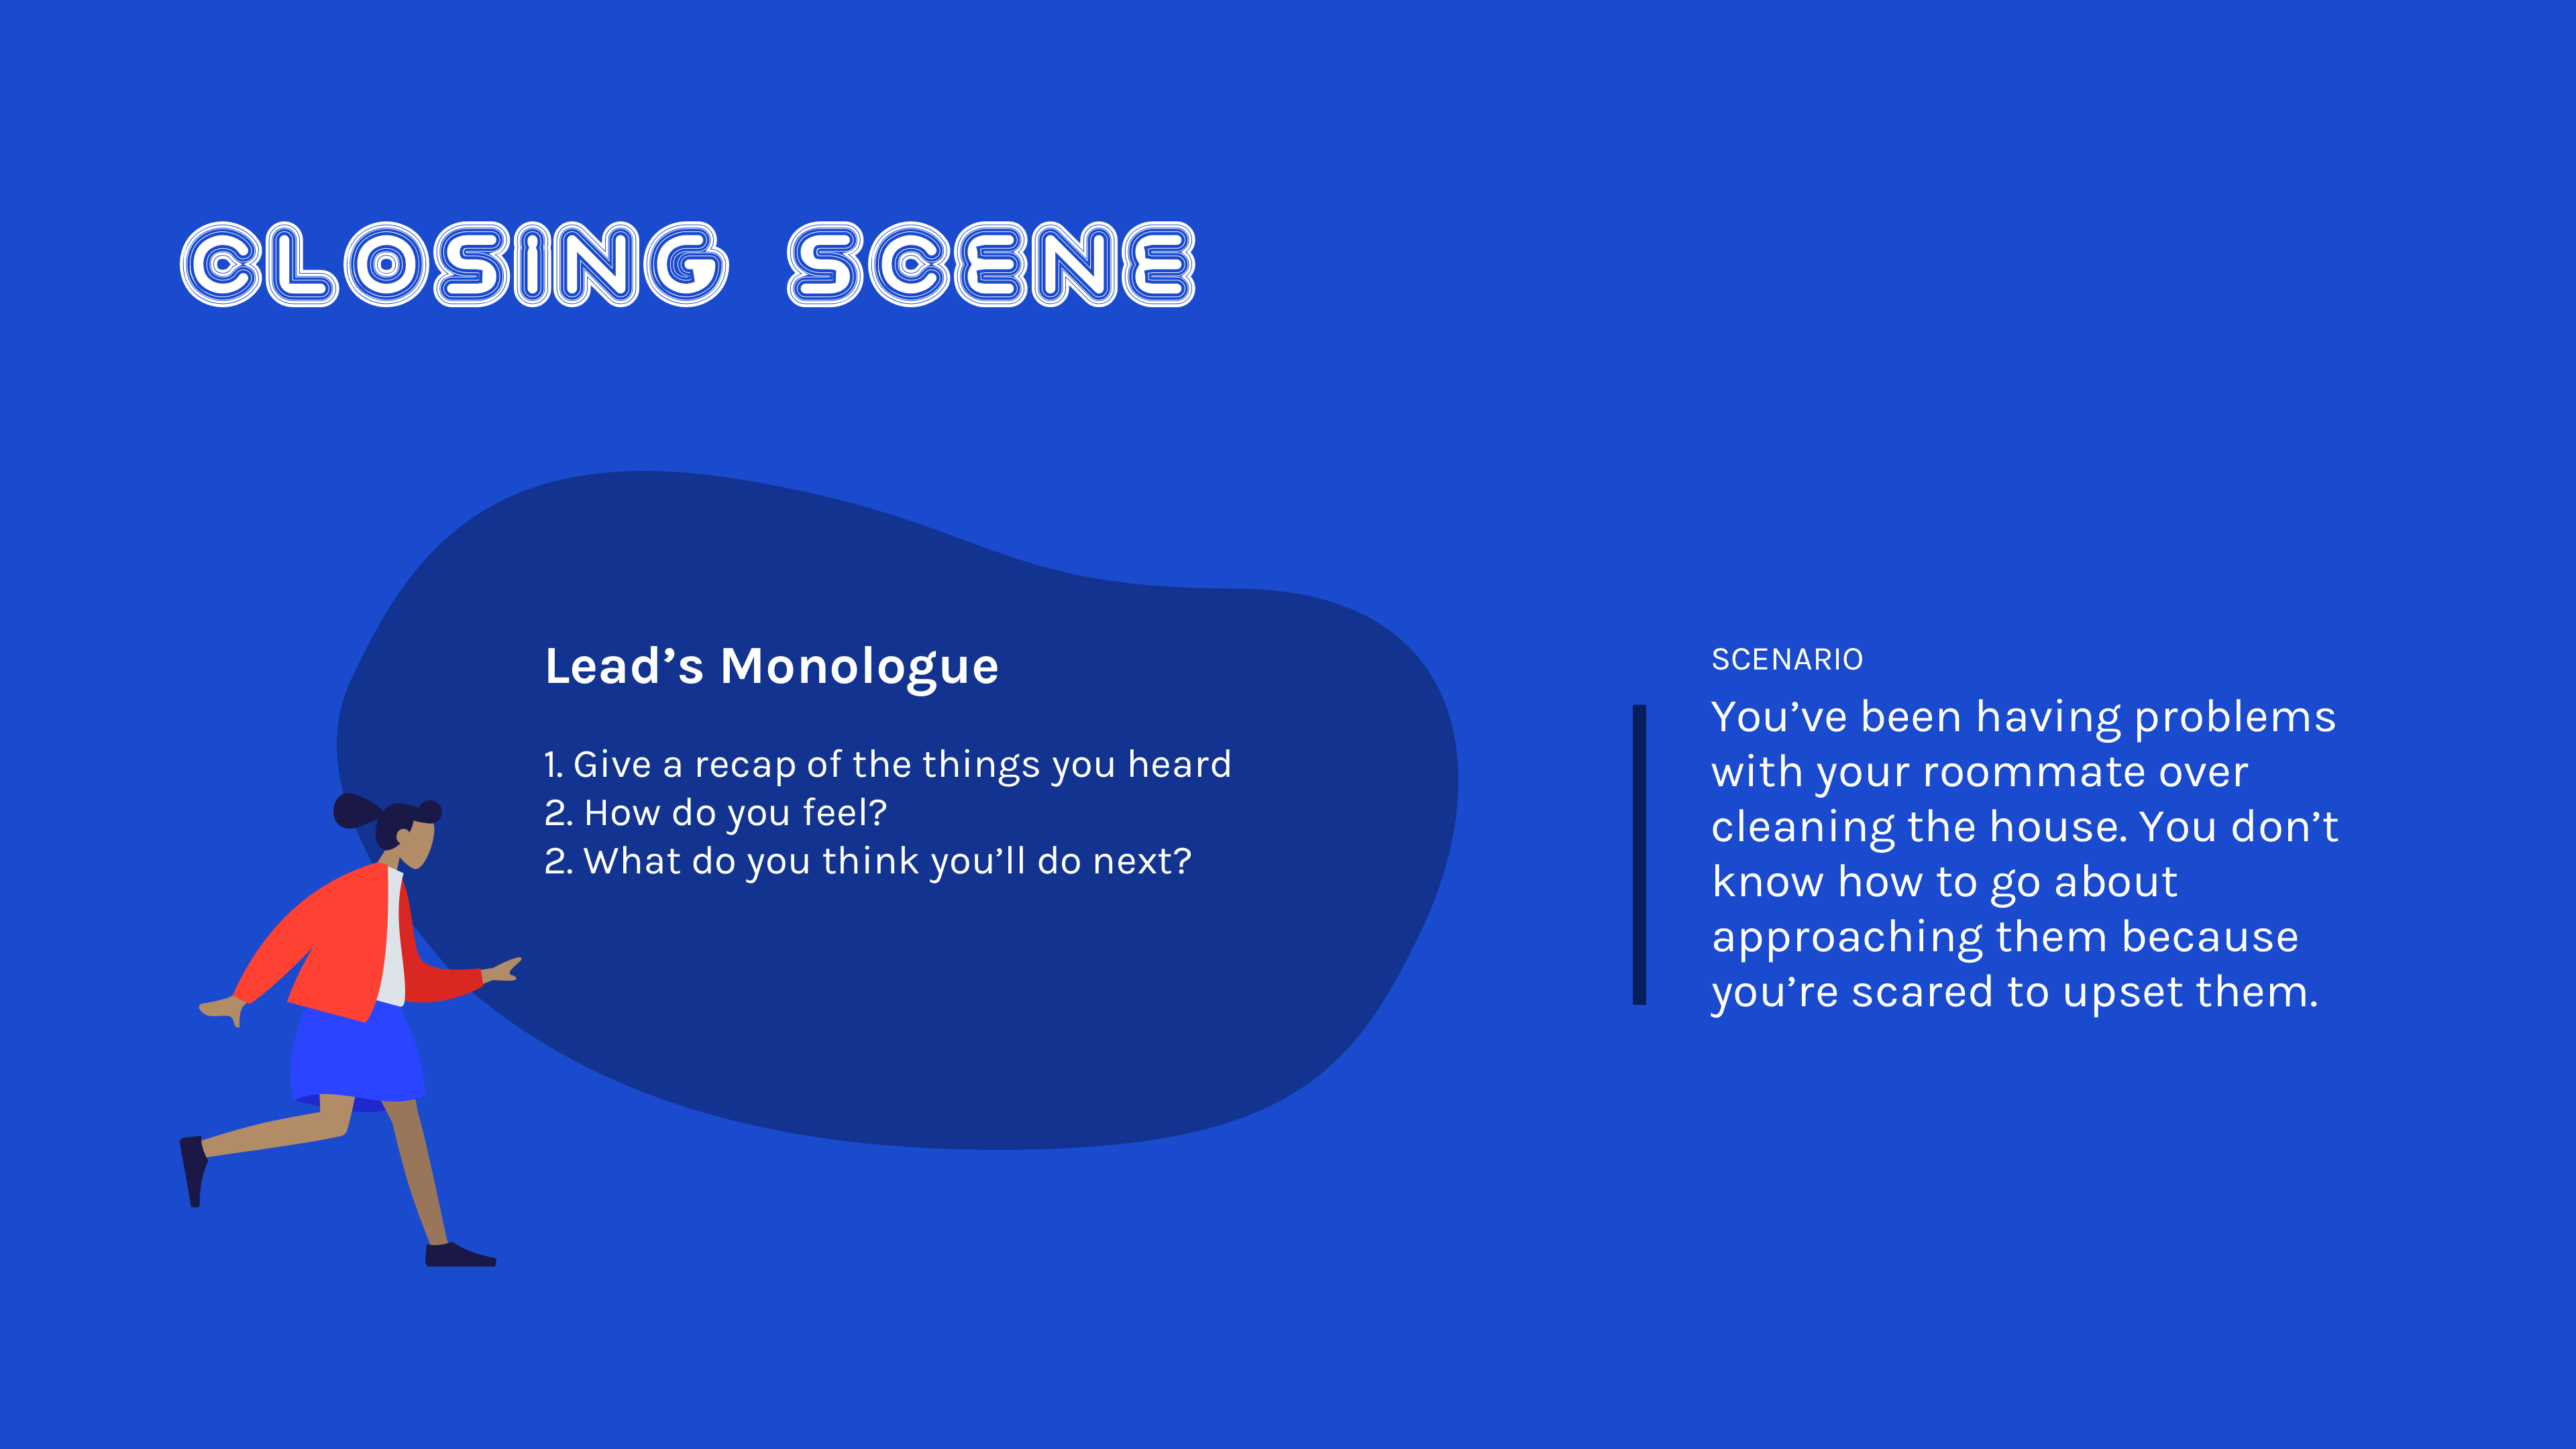 CLOSING SCENE
Lead’s Monologue
1. Give a recap of the things you heard
2. How do you feel?
2. What do you think you’ll do next?
SCENARIO
You’ve been having problems
with your roommate over
cleaning the house. You don’t
know how to go about
approaching them because
you’re scared to upset them.